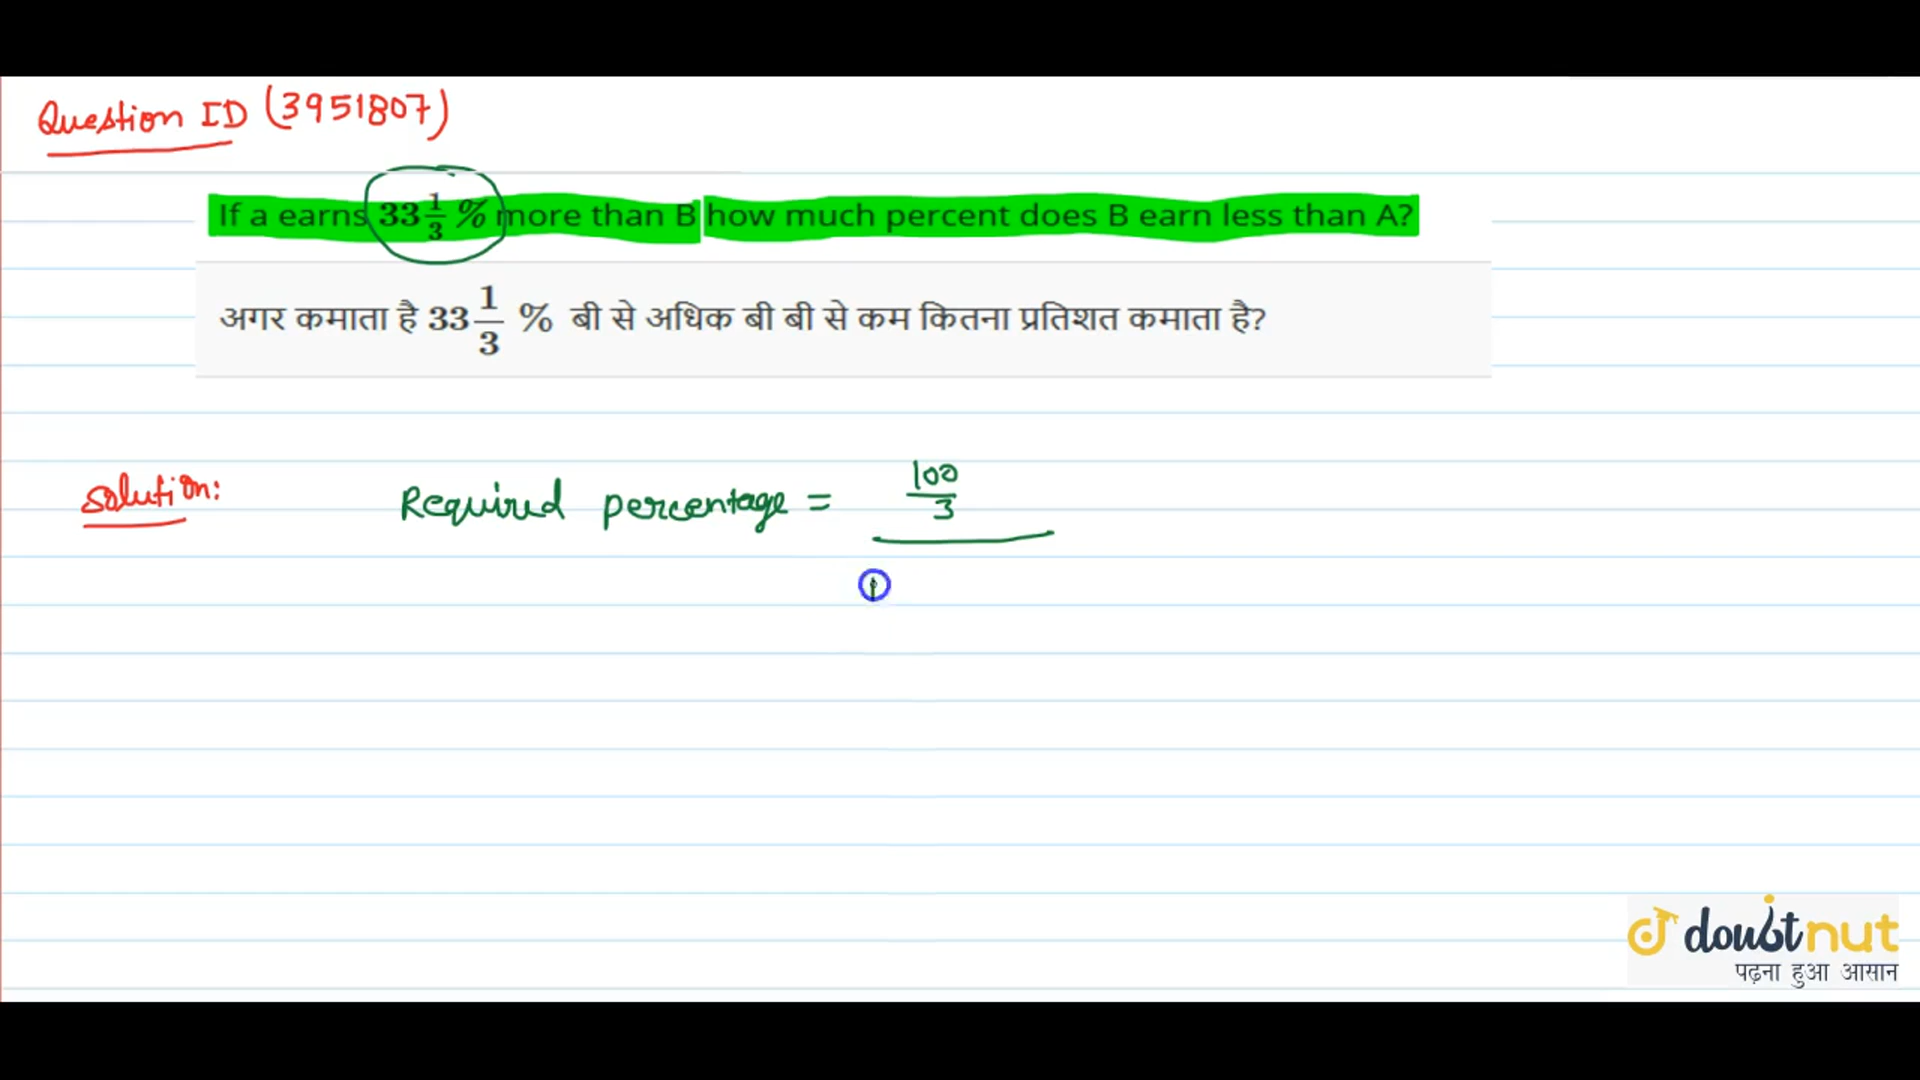 Question ID (3951807)
If a earns 33 1/3 % more than B how much percent does B earn less than A?
अगर कमाता है 33 1/3 % बी से अधिक बी बी से कम कितना प्रतिशत कमाता है?
Solution: Required percentage = 100/3
doubtnut
पढ़ना हुआ आसान